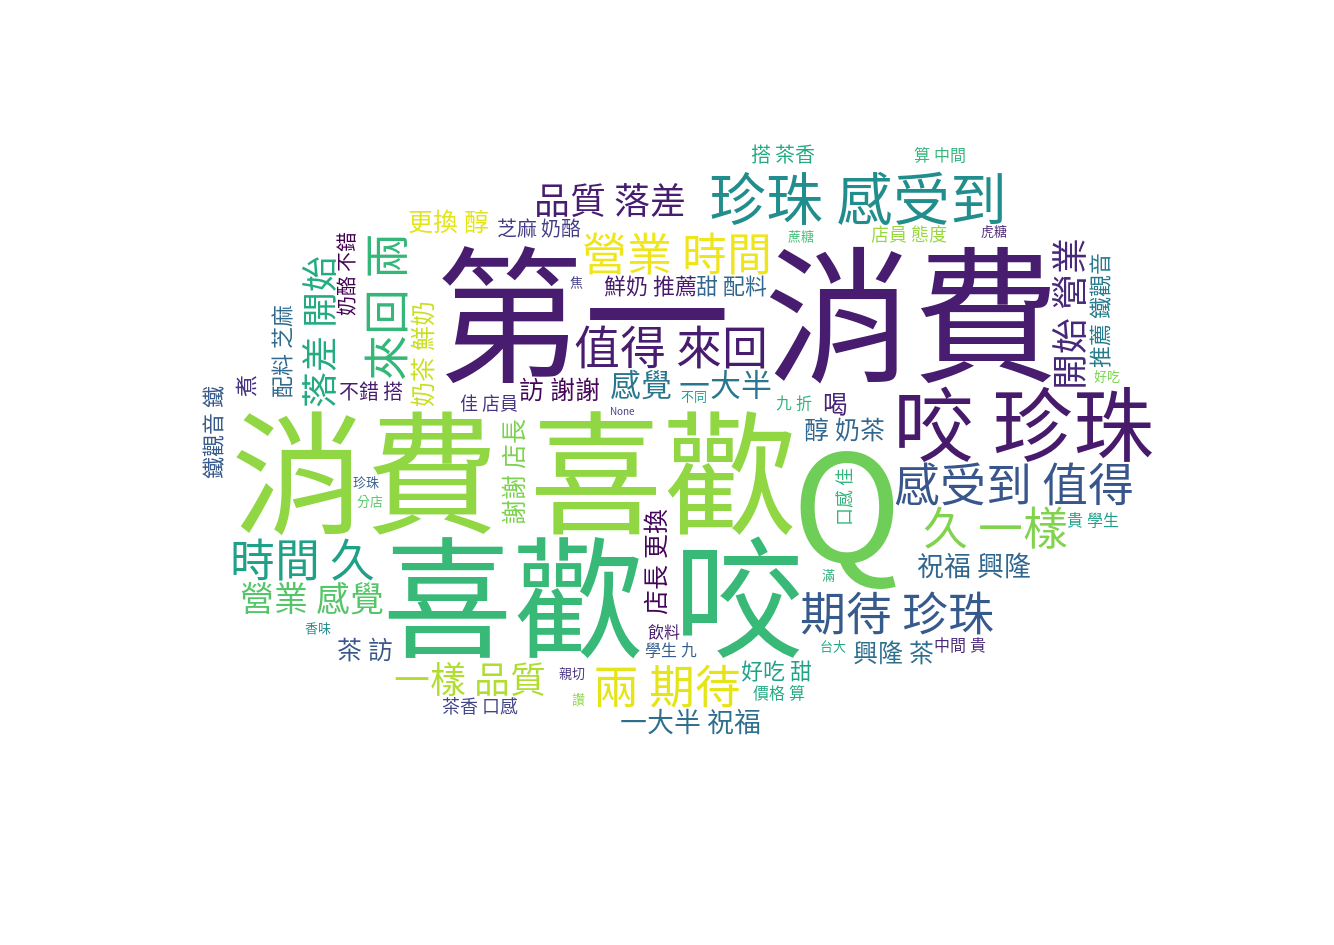 搭 茶香
算 中間
品質 落差
珍珠 感受到
更換 醇
芝麻 奶酪
蔗糖
店員 態度
虎糖
奶酪 不錯
來回 兩
營業 時間
開始 營業
推薦 鐵觀音
落差 開始
第一 消費
焦
鮮奶 推薦
甜 配料
配料 芝麻
奶茶 鮮奶
值得 來回
煮
不錯 搭
訪 謝謝
感覺 一大半
不同
好吃
佳 店員
None
九 折
喝
咬 珍珠
鐵觀音 鐵
消費 喜歡
謝謝 店長
醇 奶茶
Q
口感 佳
感受到 值得
珍珠
分店
久 一樣
貴 學生
時間 久
喜歡 咬
店長 更換
祝福 興隆
滿
營業 感覺
期待 珍珠
香味
茶 訪
飲料
學生 九
台大
興隆 茶
中間 貴
一樣 品質
親切
兩 期待
好吃 甜
讚
價格 算
茶香 口感
一大半 祝福